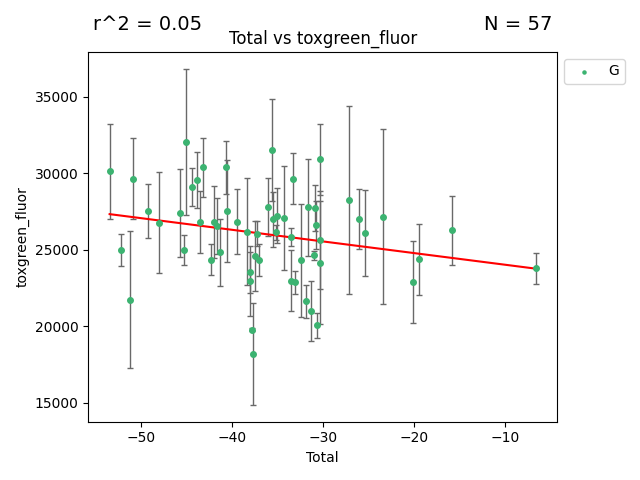 r^2 = 0.05
N = 57
Total vs toxgreen_fluor
G
35000
30000
25000
20000
15000
toxgreen_fluor
−50
−40
−30
−20
−10
Total